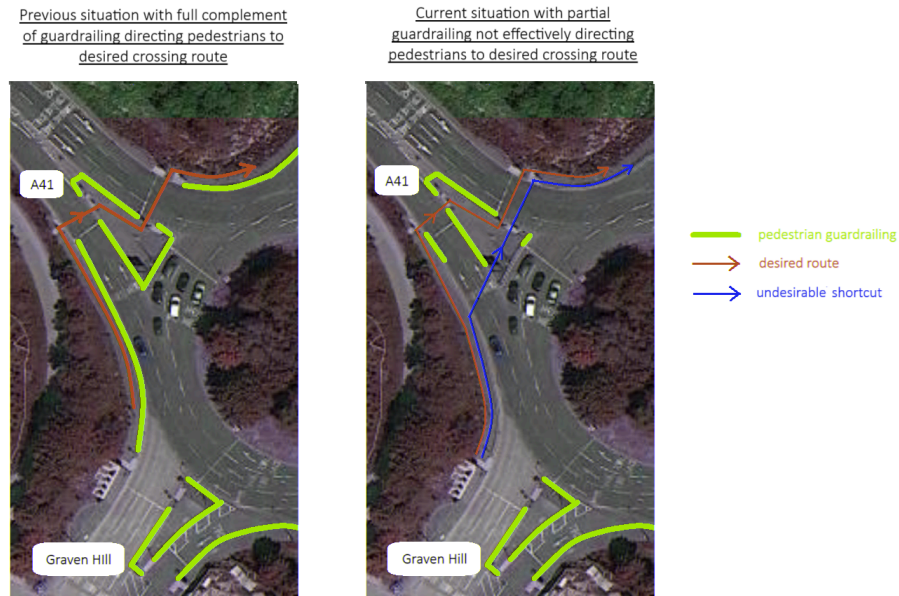 Previous situation with full complement
of guardrailing directing pedestrians to
desired crossing route
Current situation with partial
guardrailing not effectively directing
pedestrians to desired crossing route
A41
Graven Hill
A41
Graven Hill
pedestrian guardrailing
desired route
undesirable shortcut